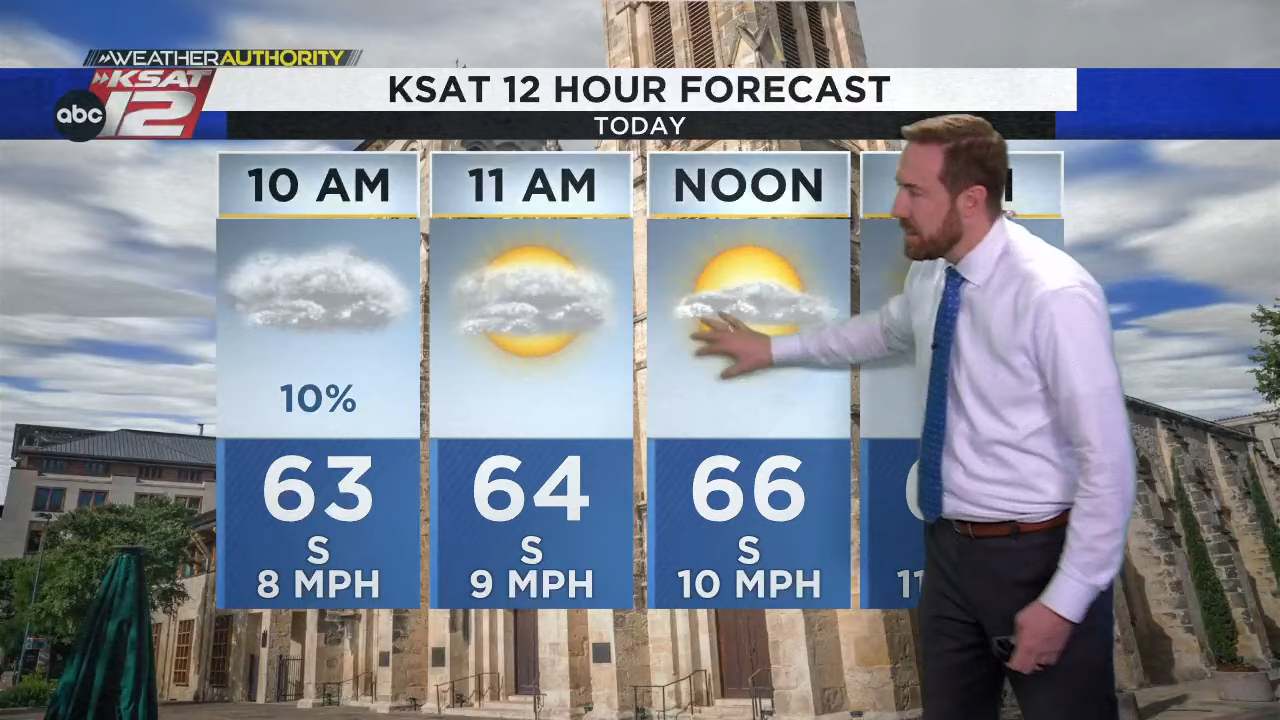 WEATHER AUTHORITY
KSAT
abc 12
KSAT 12 HOUR FORECAST
TODAY
10 AM
11 AM
NOON
10%
63
64
66
S
S
S
8 MPH
9 MPH
10 MPH
11